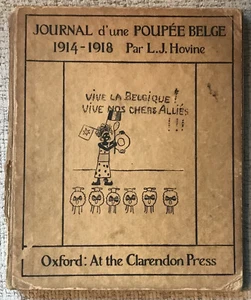 JOURNAL d'une POUPÉE BELGE
1914-1918 Par L.J. Hovine
VIVE LA BELGIQUE!
VIVE NOS CHERS ALLIÉS
!!!
Oxford: At the Clarendon Press